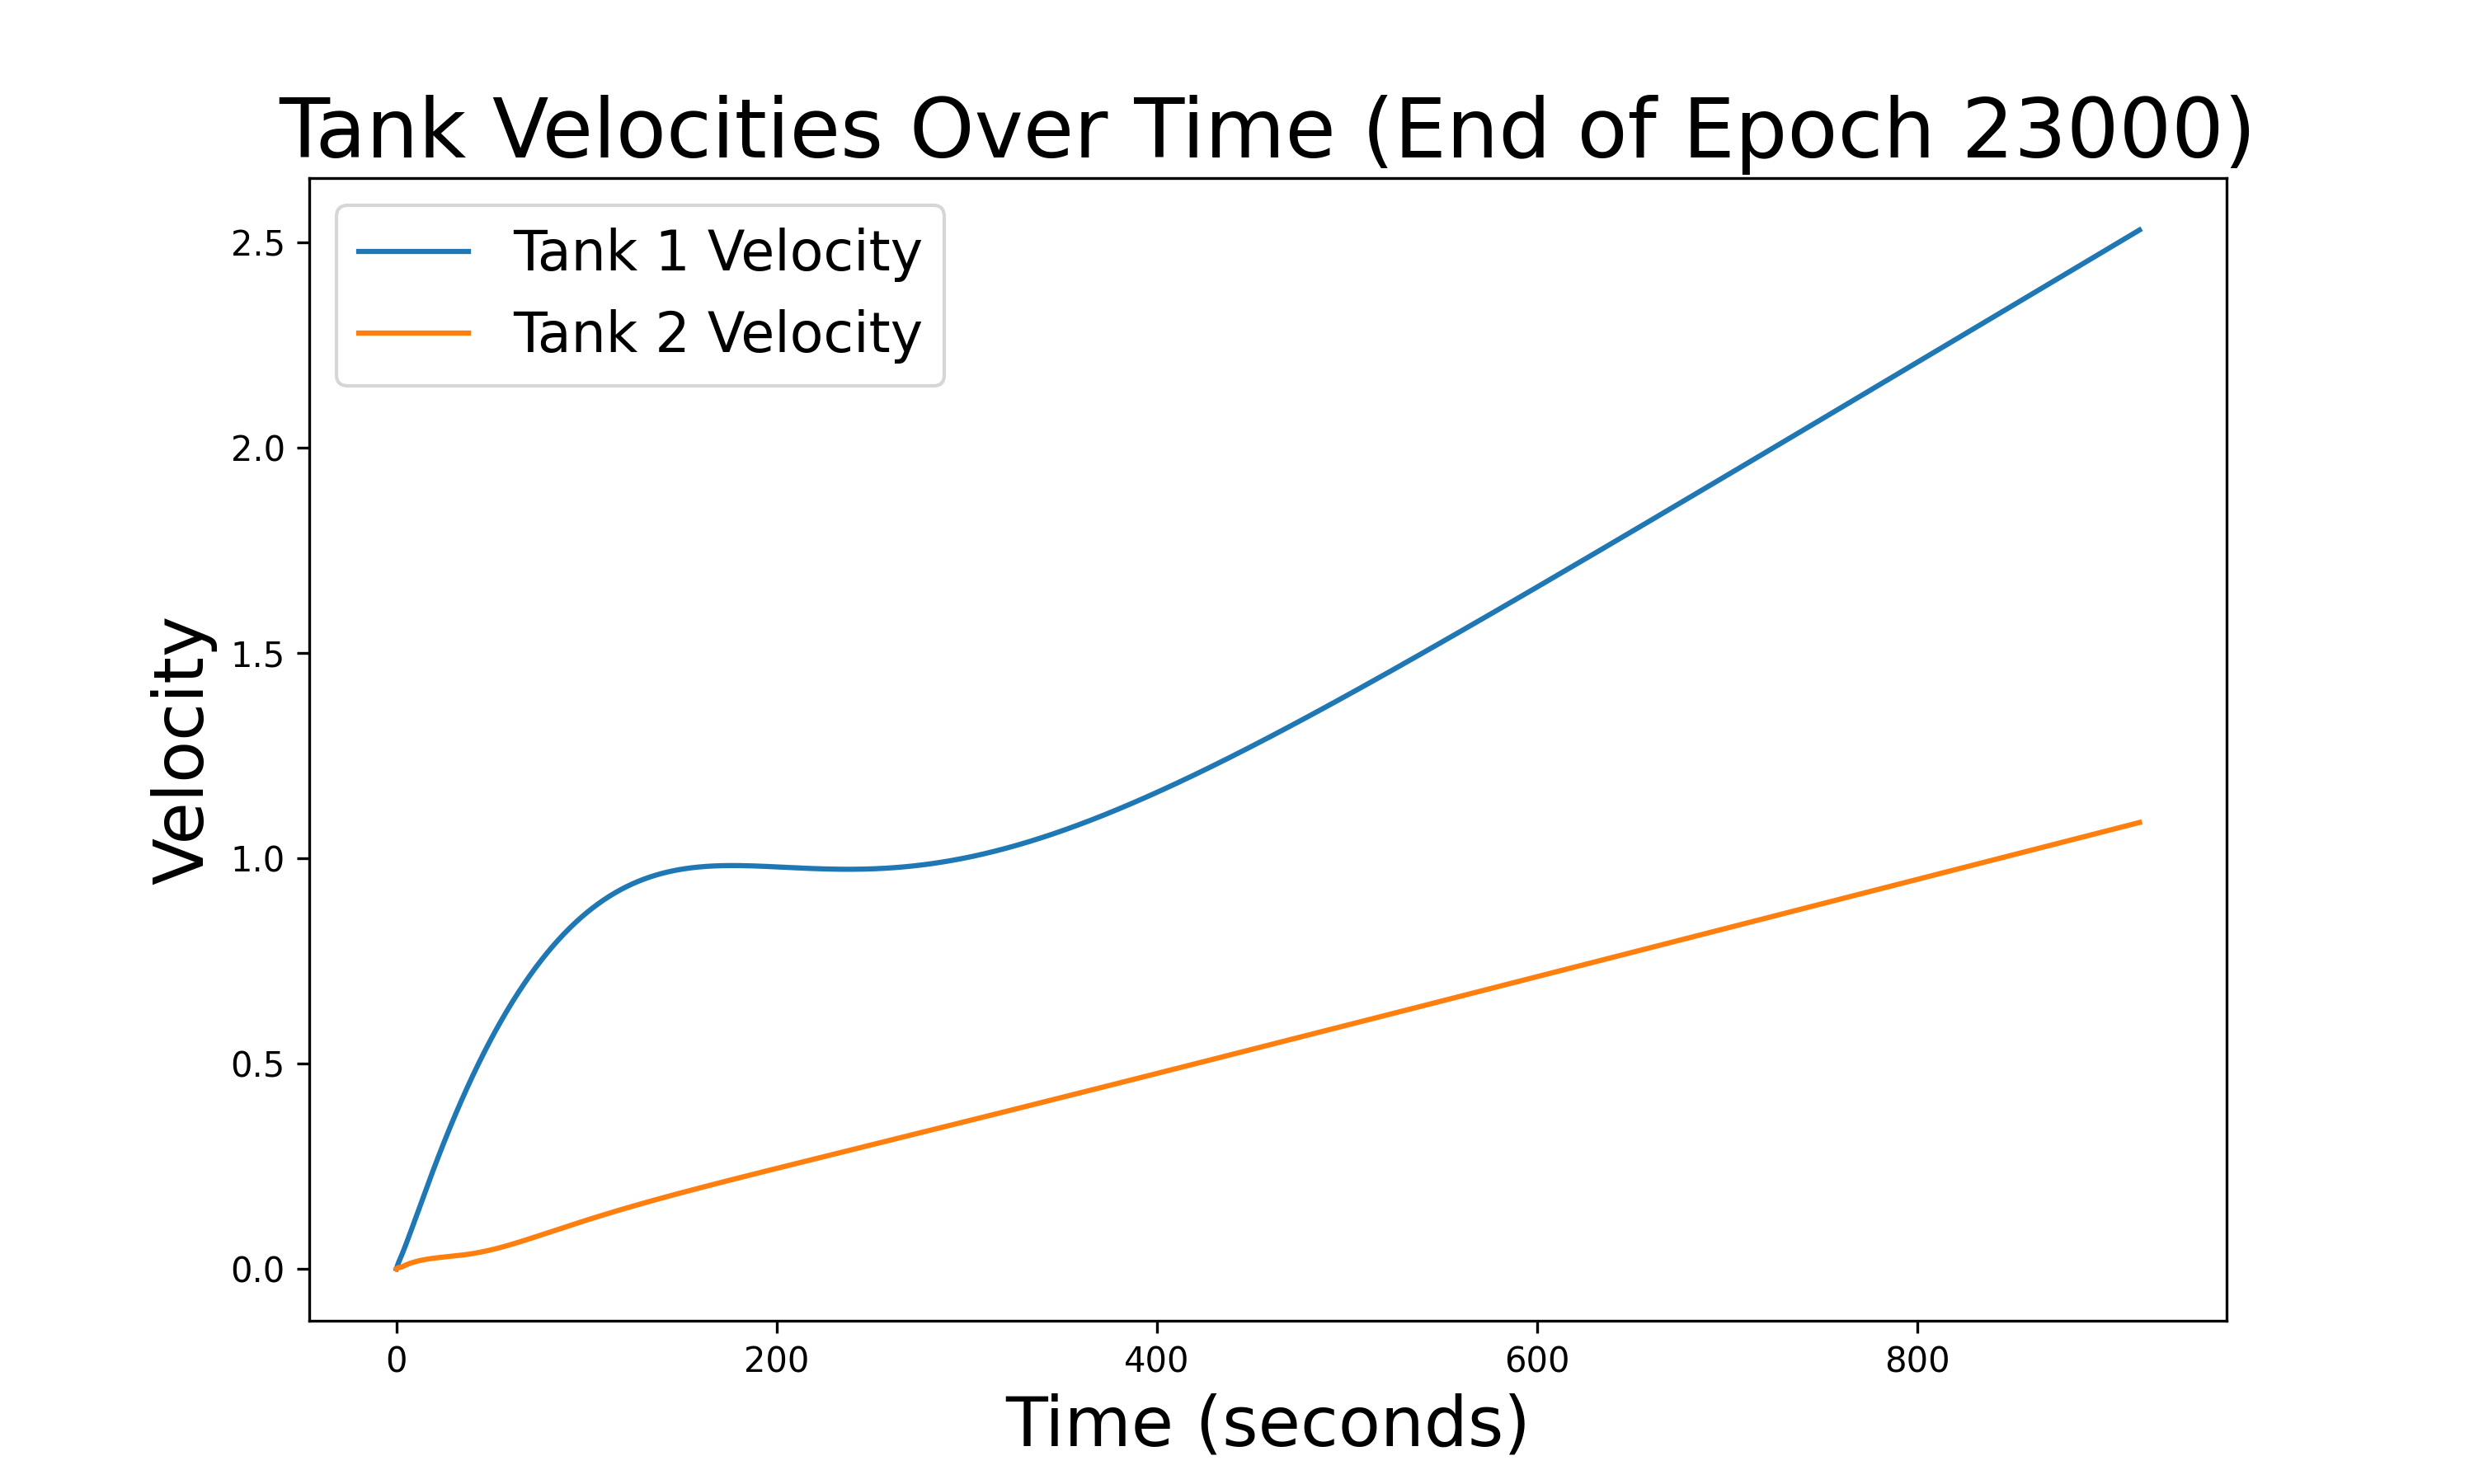 Tank Velocities Over Time (End of Epoch 23000)
Tank 1 Velocity
Tank 2 Velocity
Velocity
2.5
2.0
1.5
1.0
0.5
0.0
0 200 400 600 800
Time (seconds)